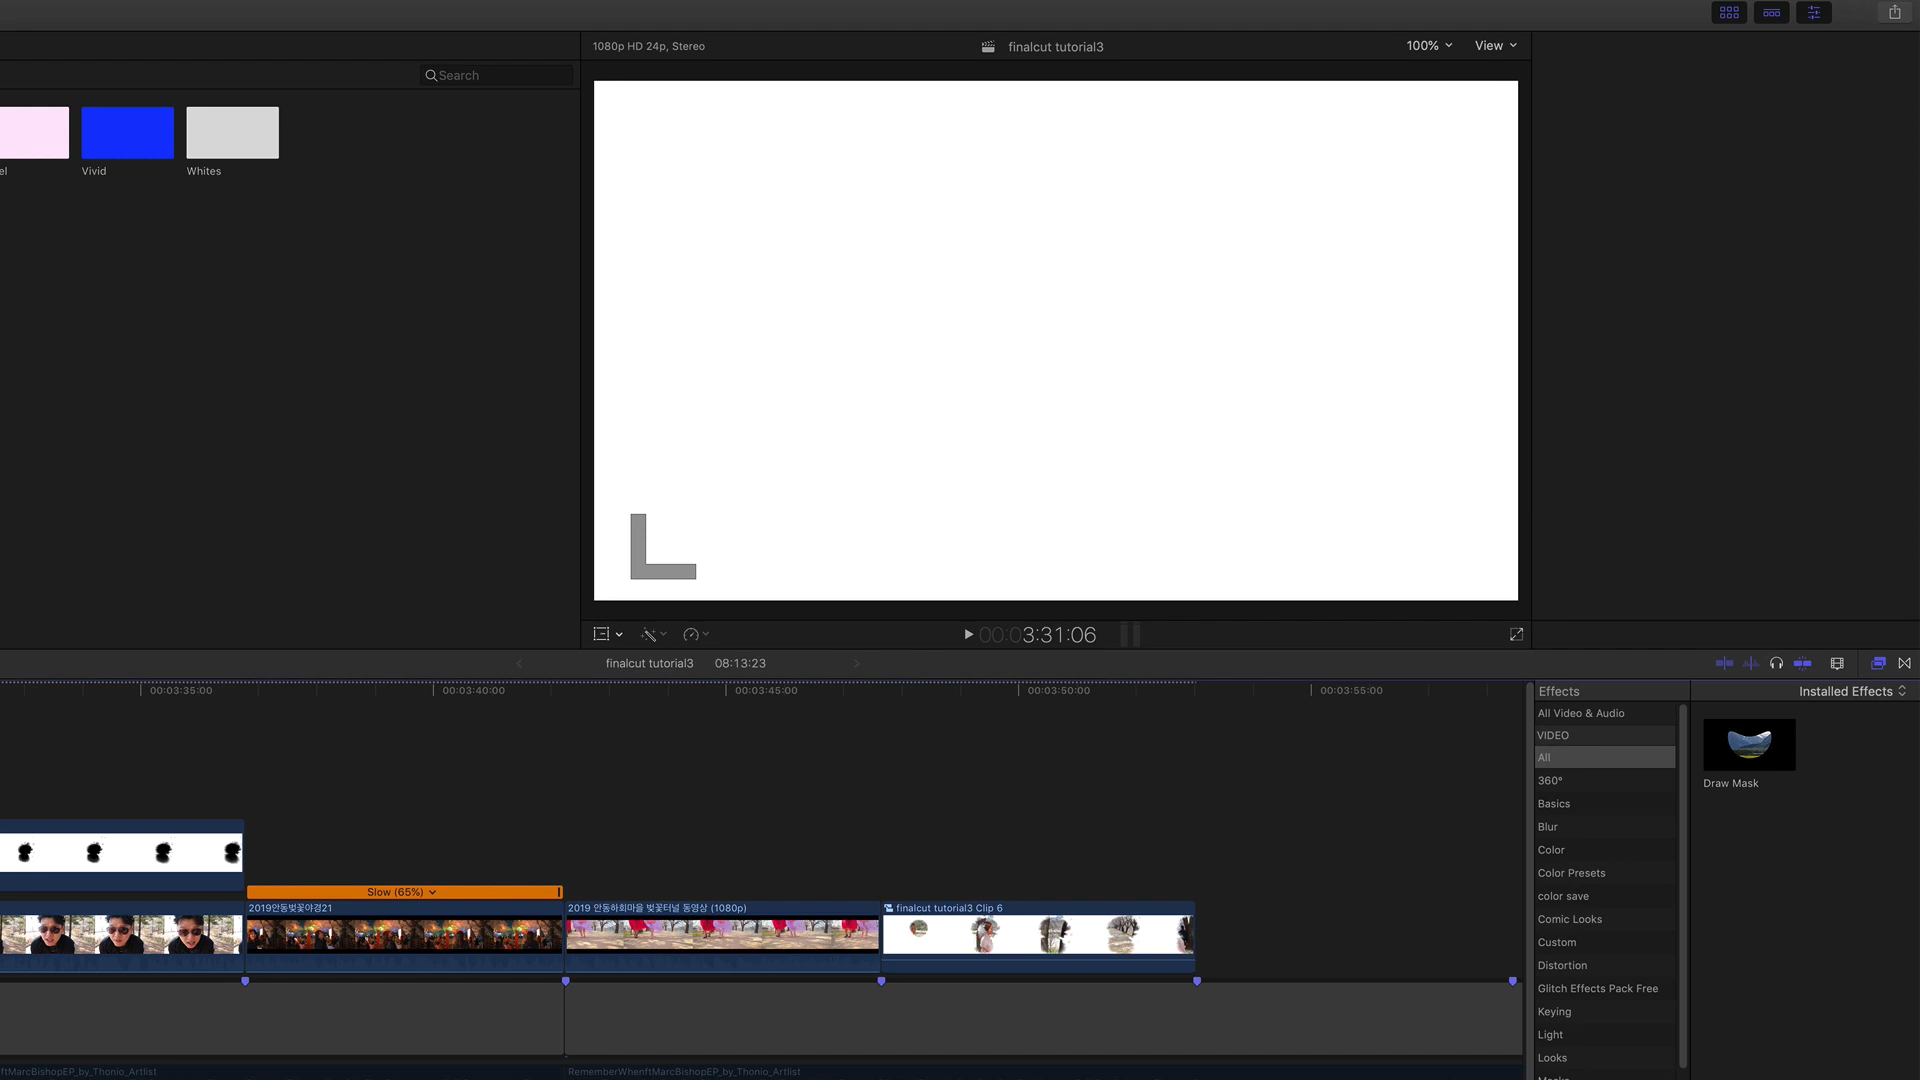 1080p HD 24p, Stereo
finalcut tutorial3
100%
View
Search
el
Vivid
Whites
00:03:31:06
finalcut tutorial3
08:13:23
00:03:35:00
00:03:40:00
00:03:45:00
00:03:50:00
00:03:55:00
Effects
Installed Effects
All Video & Audio
VIDEO
All
360°
Basics
Blur
Color
Color Presets
color save
Comic Looks
Custom
Distortion
Glitch Effects Pack Free
Keying
Light
Looks
Draw Mask
Slow (65%)
2019안동벚꽃야경21
2019 안동하회마을 벚꽃터널 동영상 (1080p)
finalcut tutorial3 Clip 6
ftMarcBishopEP_by_Thonio_Artlist
RememberWhenftMarcBishopEP_by_Thonio_Artlist